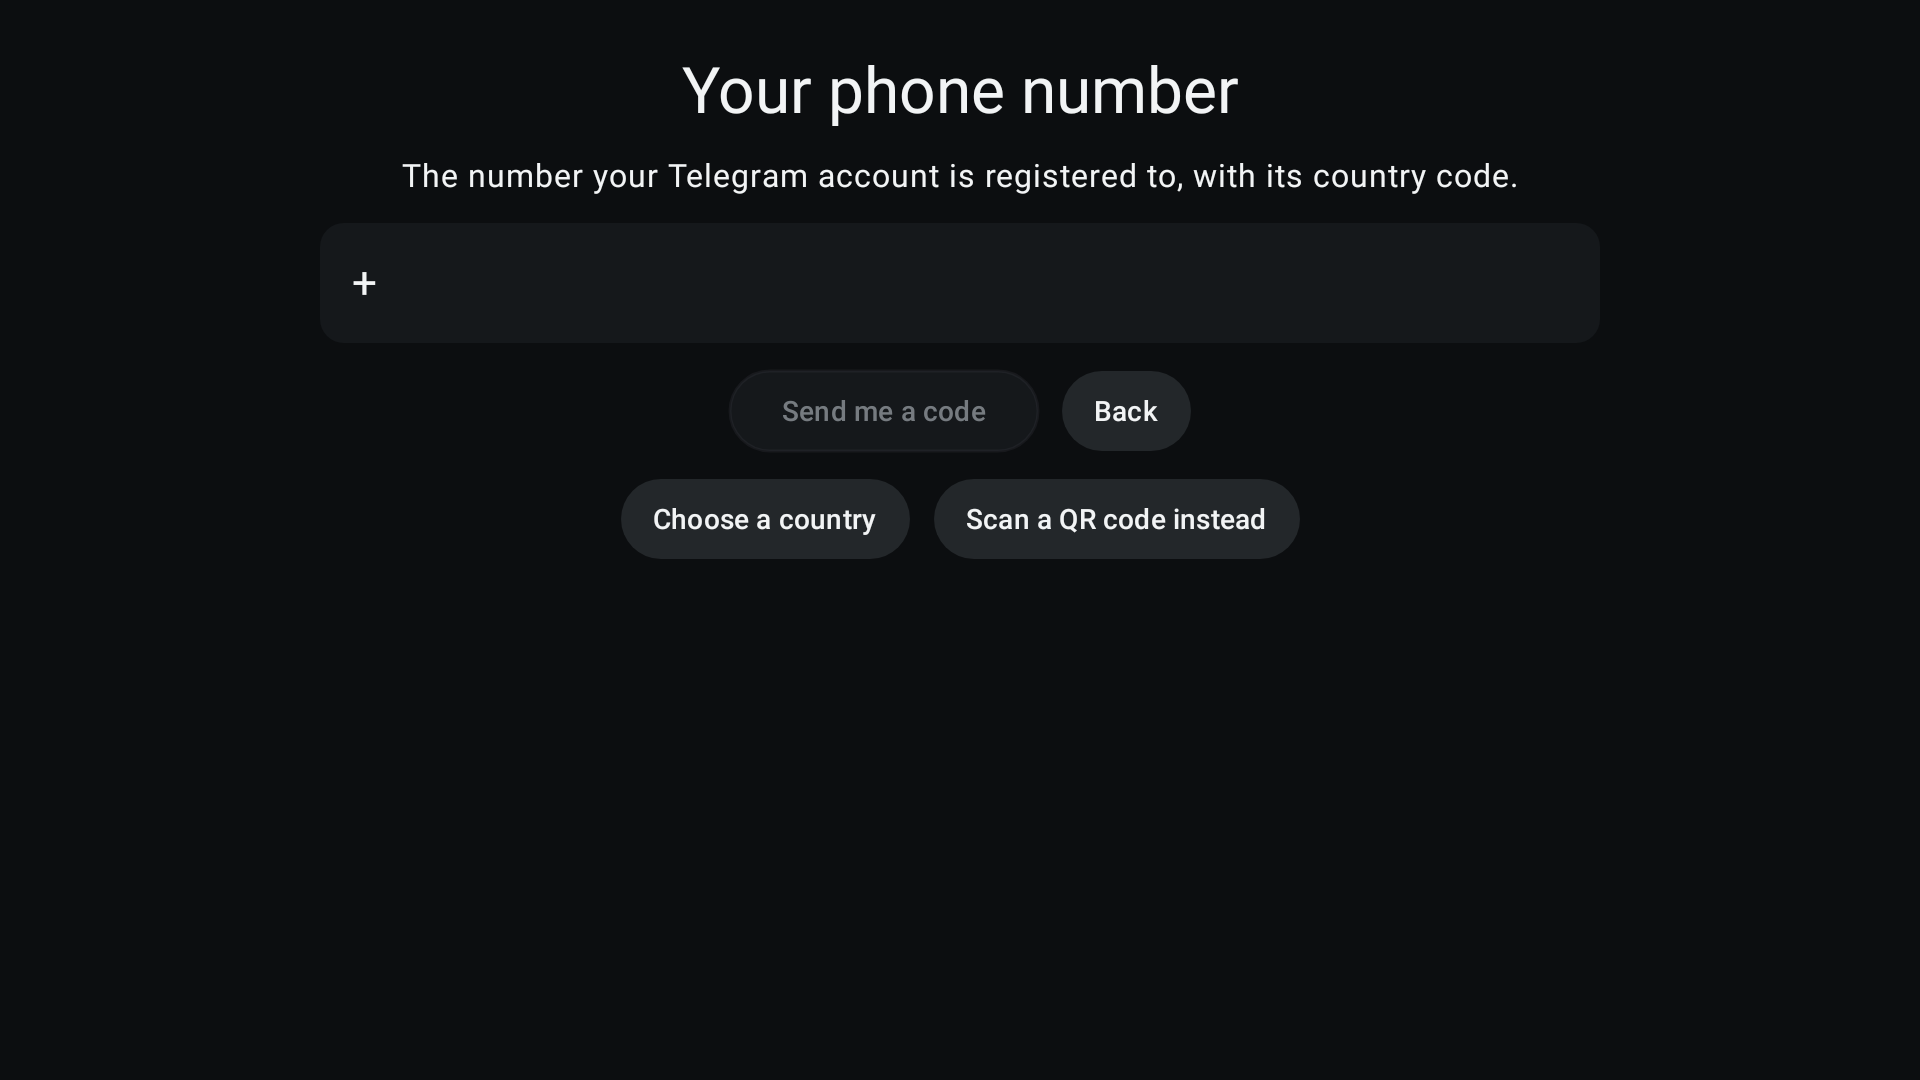 Your phone number
The number your Telegram account is registered to, with its country code.
+
Send me a code
Back
Choose a country
Scan a QR code instead